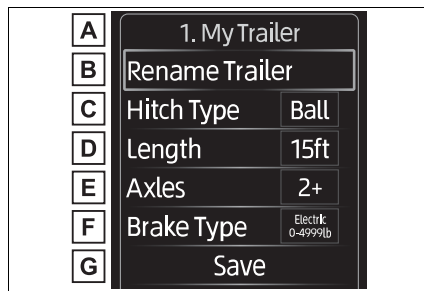 A 1. My Trailer
B Rename Trailer
C Hitch Type Ball
D Length 15ft
E Axles 2+
F Brake Type Electric
0-4999lb
G Save